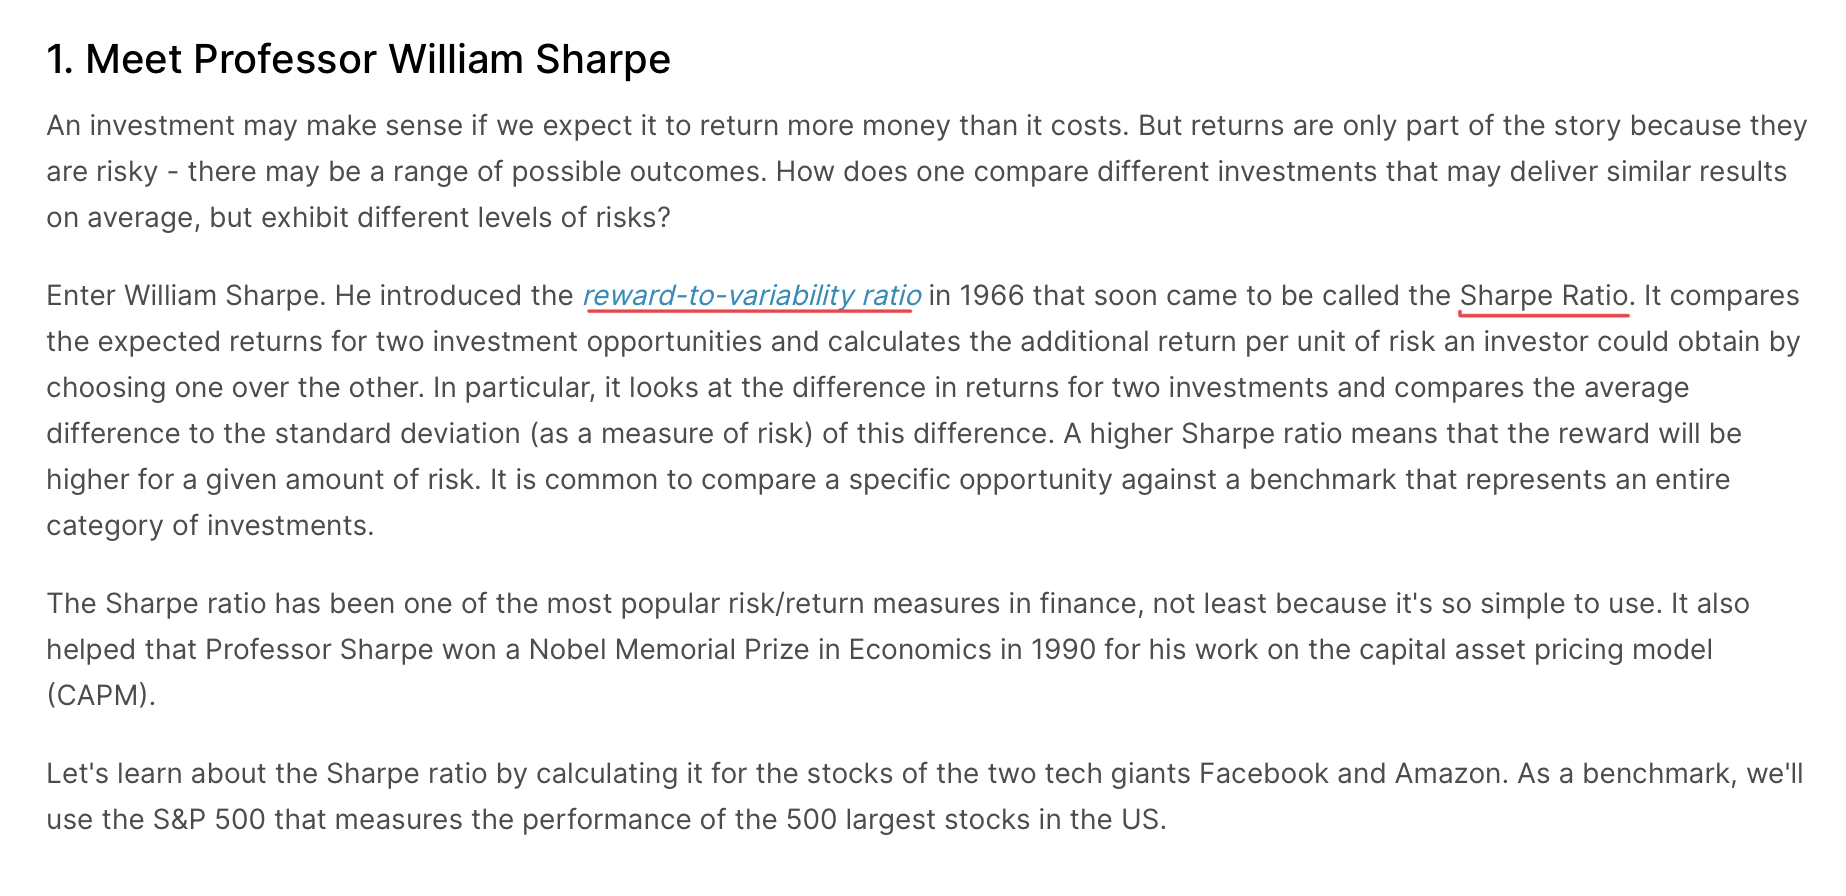 1. Meet Professor William Sharpe
An investment may make sense if we expect it to return more money than it costs. But returns are only part of the story because they
are risky - there may be a range of possible outcomes. How does one compare different investments that may deliver similar results
on average, but exhibit different levels of risks?
Enter William Sharpe. He introduced the reward-to-variability ratio in 1966 that soon came to be called the Sharpe Ratio. It compares
the expected returns for two investment opportunities and calculates the additional return per unit of risk an investor could obtain by
choosing one over the other. In particular, it looks at the difference in returns for two investments and compares the average
difference to the standard deviation (as a measure of risk) of this difference. A higher Sharpe ratio means that the reward will be
higher for a given amount of risk. It is common to compare a specific opportunity against a benchmark that represents an entire
category of investments.
The Sharpe ratio has been one of the most popular risk/return measures in finance, not least because it's so simple to use. It also
helped that Professor Sharpe won a Nobel Memorial Prize in Economics in 1990 for his work on the capital asset pricing model
(CAPM).
Let's learn about the Sharpe ratio by calculating it for the stocks of the two tech giants Facebook and Amazon. As a benchmark, we'll
use the S&P 500 that measures the performance of the 500 largest stocks in the US.